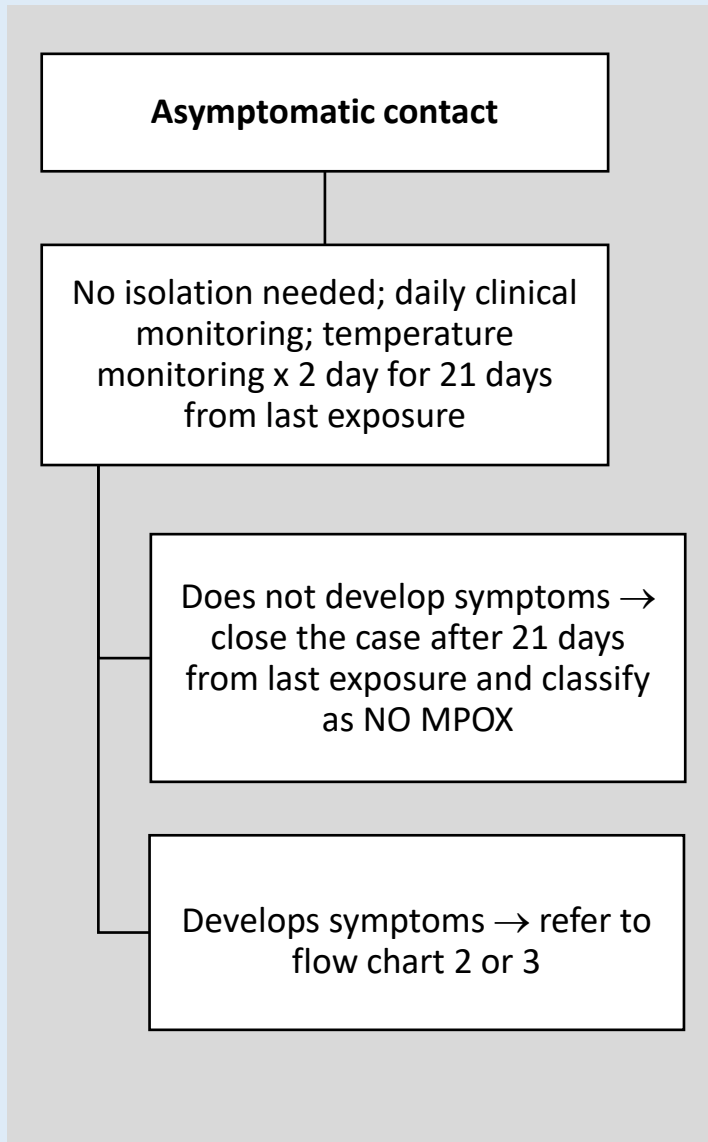 Asymptomatic contact
No isolation needed; daily clinical
monitoring; temperature
monitoring x 2 day for 21 days
from last exposure
Does not develop symptoms →
close the case after 21 days
from last exposure and classify
as NO MPOX
Develops symptoms → refer to
flow chart 2 or 3